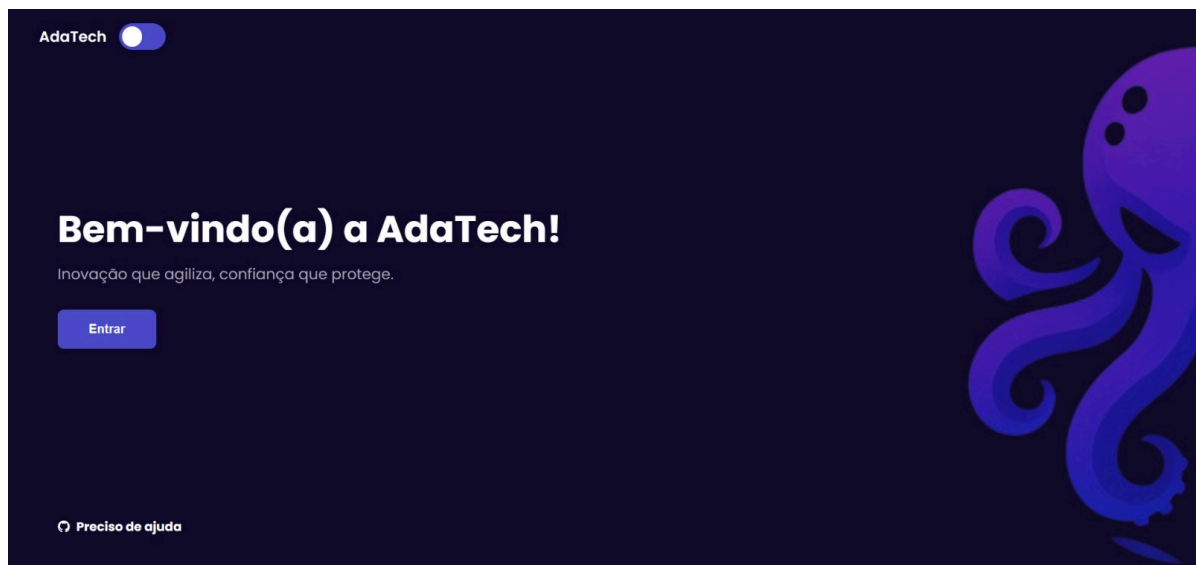 AdaTech
Bem-vindo(a) a AdaTech!
Inovação que agiliza, confiança que protege.
Entrar
Preciso de ajuda